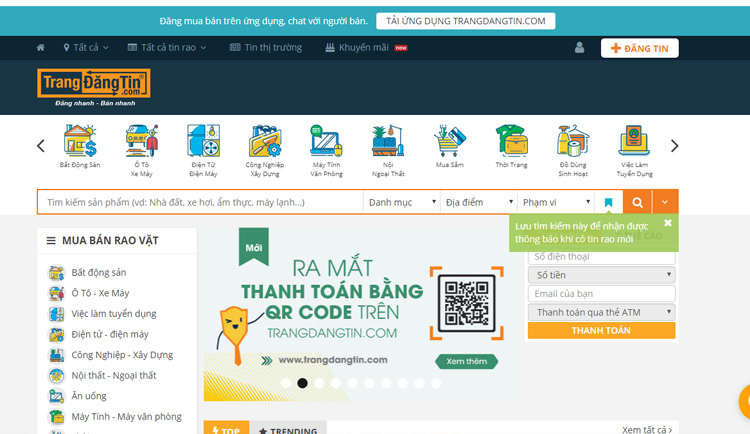 Đăng mua bán trên ứng dụng, chat với người bán. TẢI ỨNG DỤNG TRANGDANGTIN.COM
Tất cả Tất cả tin rao Tin thị trường Khuyến mãi new ĐĂNG TIN
TrangĐăngTin
.com
Đăng nhanh - Bán nhanh
Bất Động Sản
Ô Tô
Xe Máy
Điện Tử
Điện Máy
Công Nghiệp
Xây Dựng
Máy Tính
Văn Phòng
Nội
Ngoại Thất
Mua Sắm
Thời Trang
Đồ Dùng
Sinh Hoạt
Việc Làm
Tuyển Dụng
Tìm kiếm sản phẩm (vd: Nhà đất, xe hơi, ẩm thực, máy lạnh...) Danh mục Địa điểm Phạm vi
Lưu tìm kiếm này để nhận được
thông báo khi có tin rao mới
MUA BÁN RAO VẶT
Bất động sản
Ô Tô - Xe Máy
Việc làm tuyển dụng
Điện tử - điện máy
Công Nghiệp - Xây Dựng
Nội thất - Ngoại thất
Ăn uống
Máy Tính - Máy văn phòng
Mới
RA MẮT
THANH TOÁN BẰNG
QR CODE TRÊN
TRANGDANGTIN.COM
www.trangdangtin.com
Xem thêm
Số điện thoại
Số tiền
Email của bạn
Thanh toán qua thẻ ATM
THANH TOÁN
TOP TRENDING Xem tất cả